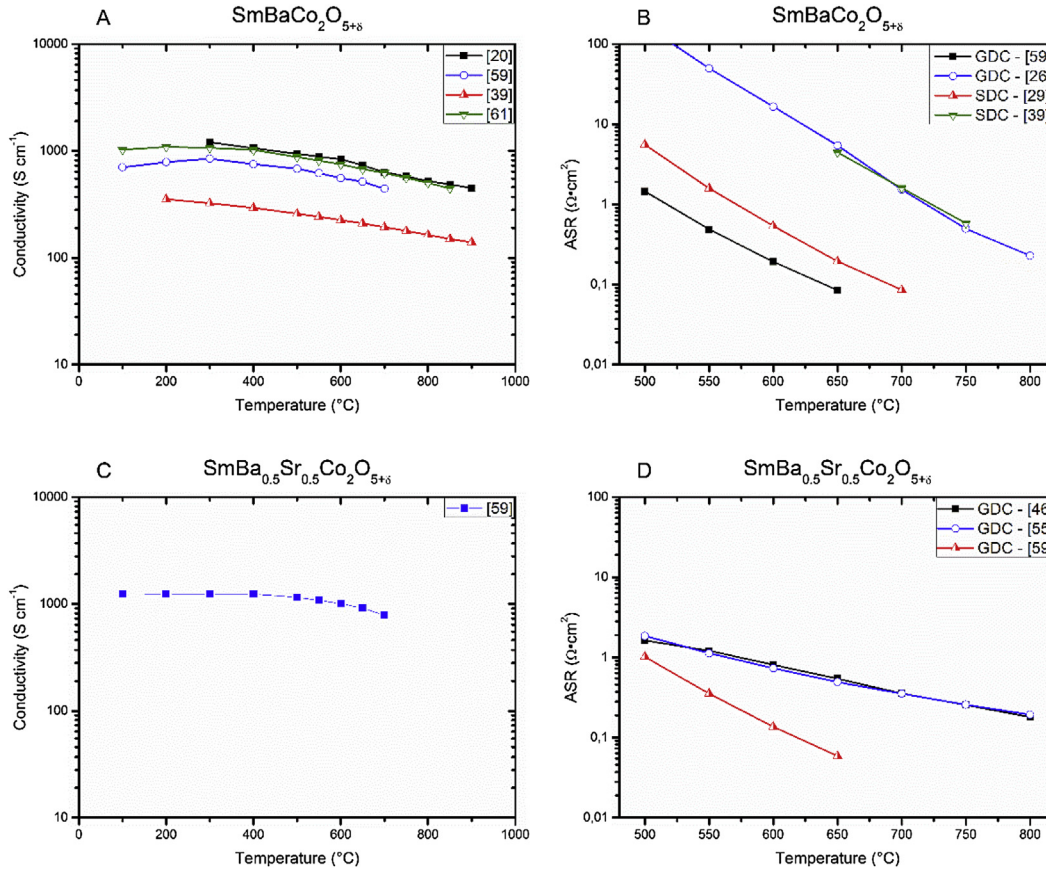 A
SmBaCo₂O₅₊δ
10000
1000
100
10
Conductivity (S cm⁻¹)
[20]
[59]
[39]
[61]
0
200
400
600
800
1000
Temperature (°C)
B
SmBaCo₂O₅₊δ
100
10
1
0,1
0,01
ASR (Ω•cm²)
GDC - [59
GDC - [26
SDC - [29]
SDC - [39]
500
550
600
650
700
750
800
Temperature (°C)
C
SmBa₀.₅Sr₀.₅Co₂O₅₊δ
10000
1000
100
10
Conductivity (S cm⁻¹)
[59]
0
200
400
600
800
1000
Temperature (°C)
D
SmBa₀.₅Sr₀.₅Co₂O₅₊δ
100
10
1
0,1
0,01
ASR (Ω•cm²)
GDC - [46
GDC - [55
GDC - [59
500
550
600
650
700
750
800
Temperature (°C)